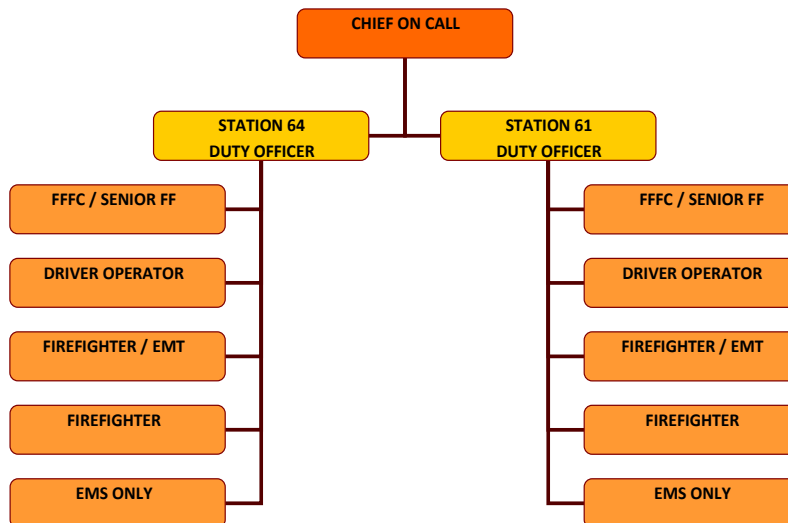 CHIEF ON CALL
STATION 64
DUTY OFFICER
STATION 61
DUTY OFFICER
FFFC / SENIOR FF
FFFC / SENIOR FF
DRIVER OPERATOR
DRIVER OPERATOR
FIREFIGHTER / EMT
FIREFIGHTER / EMT
FIREFIGHTER
FIREFIGHTER
EMS ONLY
EMS ONLY